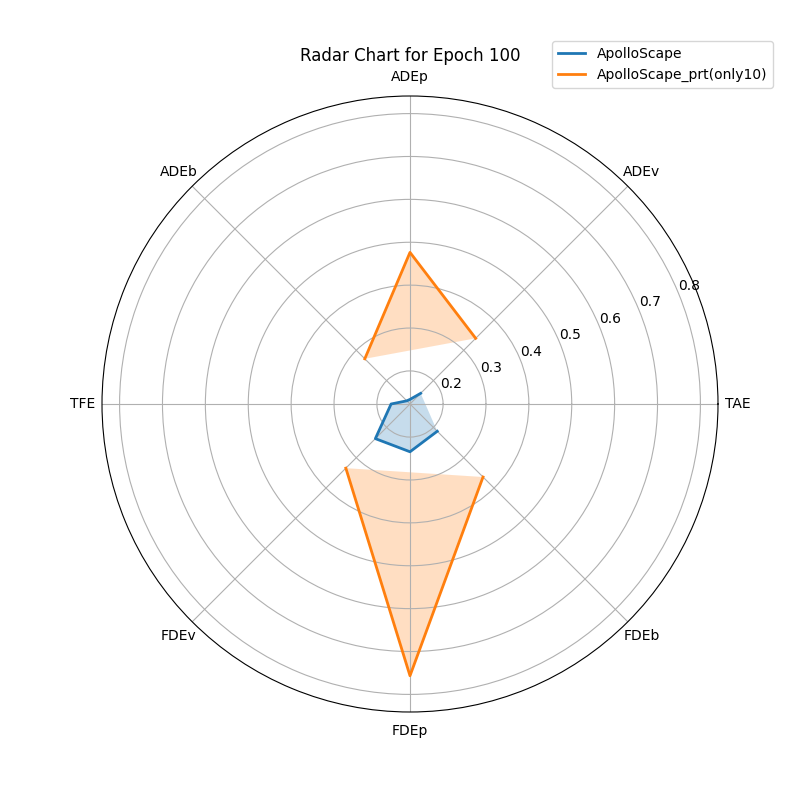 Radar Chart for Epoch 100
ApolloScape
ApolloScape_prt(only10)
ADEp
ADEb
ADEv
0.8
0.7
0.6
0.5
0.4
0.3
0.2
TFE
TAE
FDEv
FDEb
FDEp